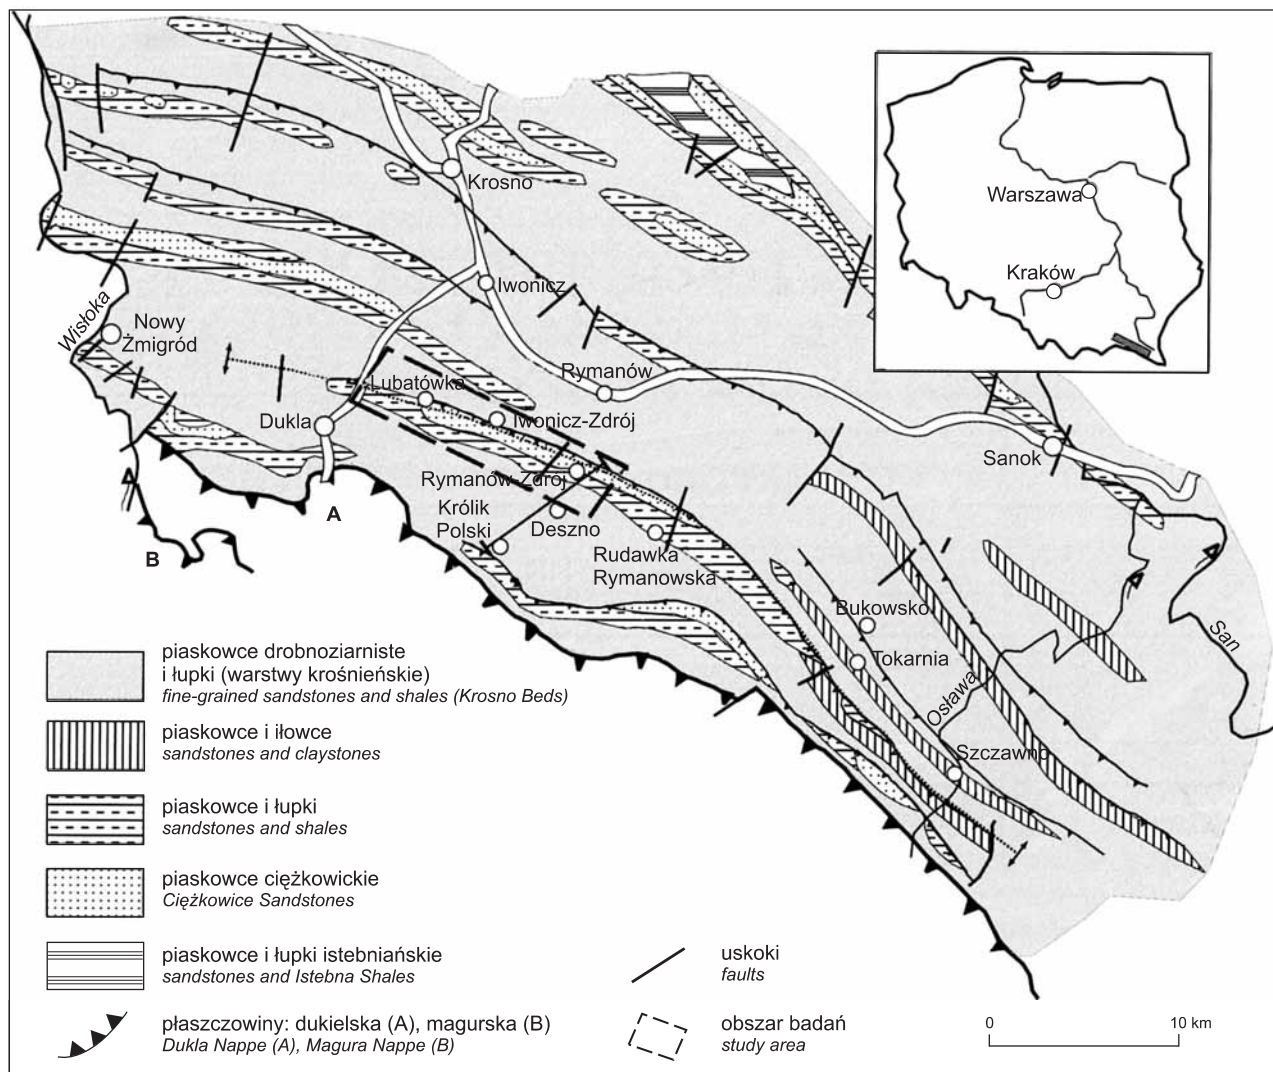 Krosno
Warszawa
Kraków
Iwonicz
Wisłoka
Nowy
Żmigród
Rymanów
Lubatówka
Dukla
Iwonicz-Zdrój
Sanok
Rymanów-Zdrój
Królik
Polski
Deszno
A
B
Rudawka
Rymanowska
Bukowsko
San
Tokarnia
Osława
Szczawno
piaskowce drobnoziarniste
i łupki (warstwy krośnieńskie)
fine-grained sandstones and shales (Krosno Beds)
piaskowce i iłowce
sandstones and claystones
piaskowce i łupki
sandstones and shales
piaskowce ciężkowickie
Ciężkowice Sandstones
piaskowce i łupki istebniańskie
sandstones and Istebna Shales
płaszczowiny: dukielska (A), magurska (B)
Dukla Nappe (A), Magura Nappe (B)
uskoki
faults
obszar badań
study area
0 10 km